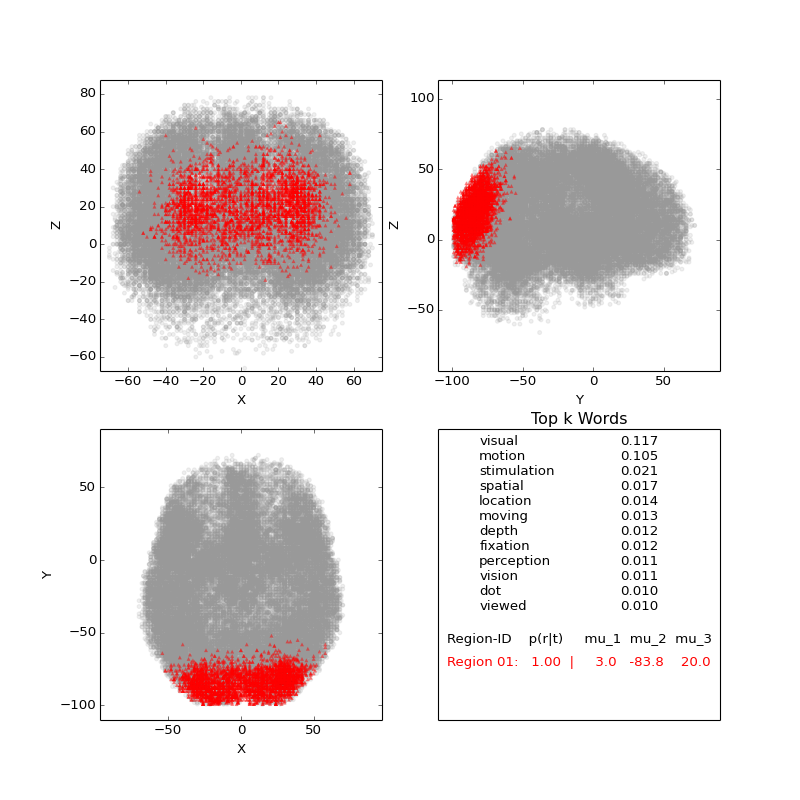 80
60
40
20
0
−20
−40
−60
Z
−60 −40 −20 0 20 40 60
X
100
50
0
−50
Z
−100 −50 0 50
Y
50
0
−50
−100
Y
−50 0 50
X
Top k Words
visual 0.117
motion 0.105
stimulation 0.021
spatial 0.017
location 0.014
moving 0.013
depth 0.012
fixation 0.012
perception 0.011
vision 0.011
dot 0.010
viewed 0.010
Region-ID p(r|t) mu_1 mu_2 mu_3
Region 01: 1.00 | 3.0 -83.8 20.0